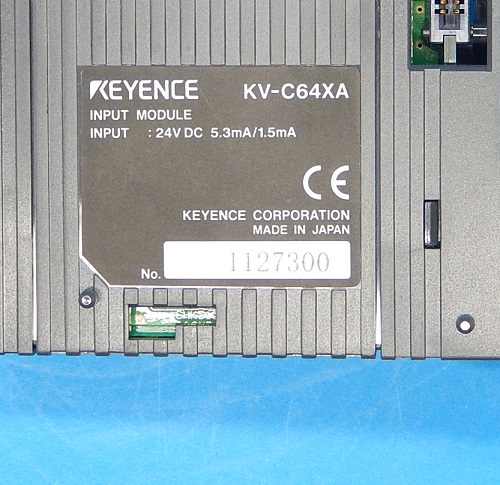 KEYENCE KV-C64XA
INPUT MODULE
INPUT : 24V DC 5.3mA/1.5mA
CE
KEYENCE CORPORATION
MADE IN JAPAN
No. 1127300